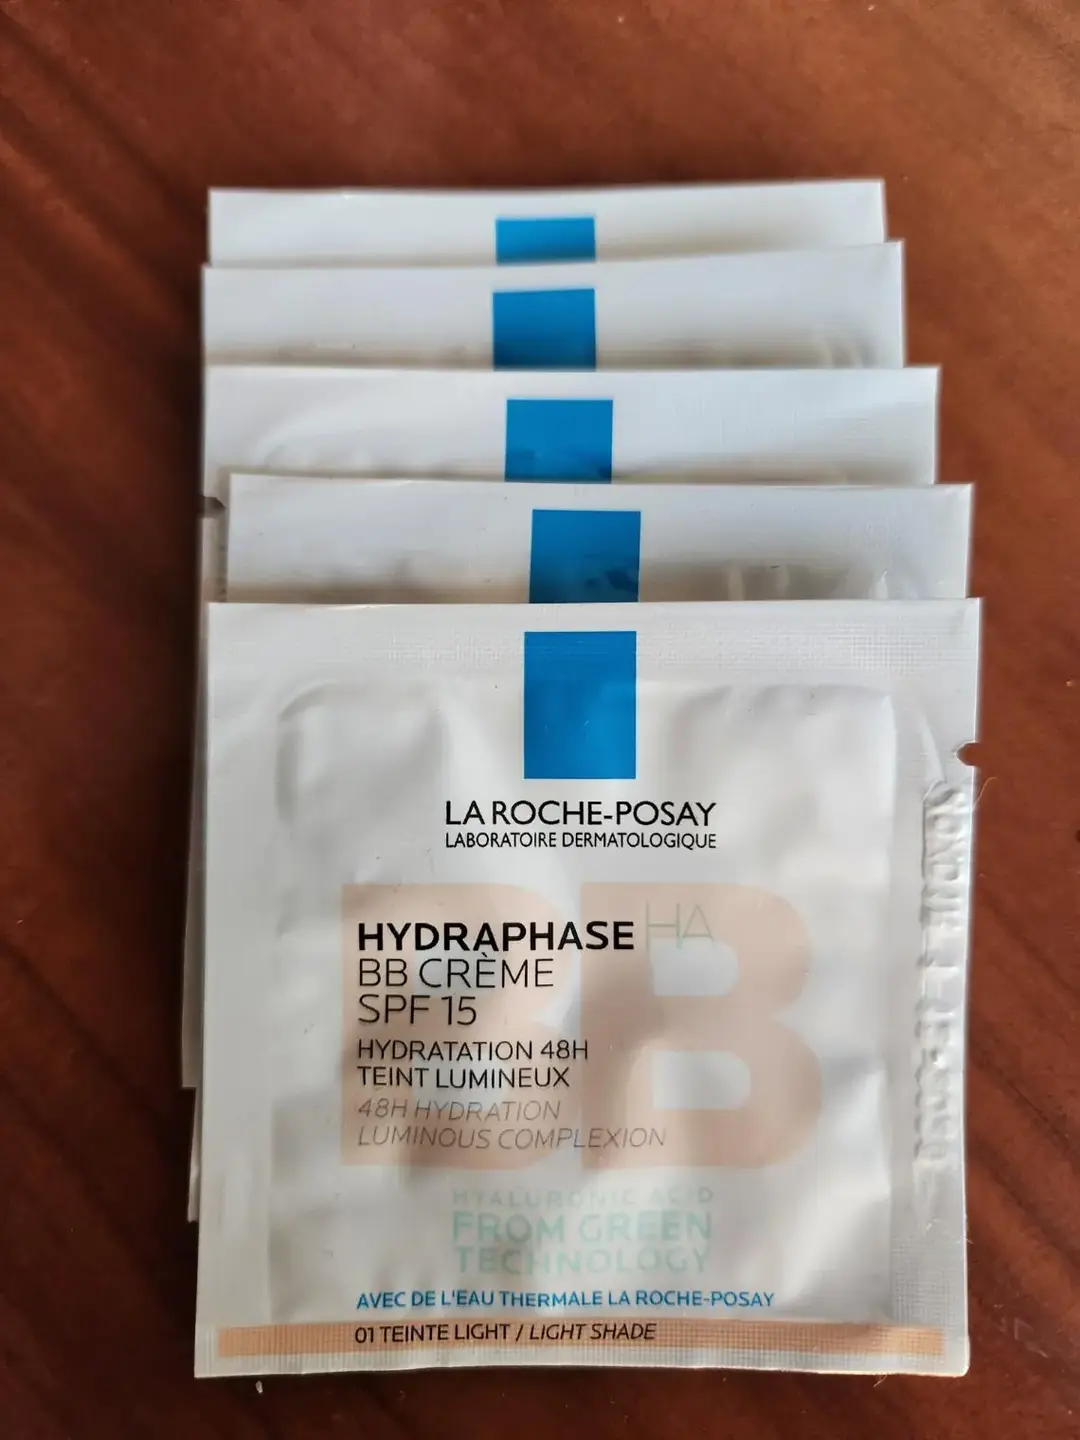 LA ROCHE-POSAY
LABORATOIRE DERMATOLOGIQUE
BB
HYDRAPHASE HA
BB CRÈME
SPF 15
HYDRATATION 48H
TEINT LUMINEUX
48H HYDRATION
LUMINOUS COMPLEXION
HYALURONIC ACID
FROM GREEN
TECHNOLOGY
AVEC DE L'EAU THERMALE LA ROCHE-POSAY
01 TEINTE LIGHT / LIGHT SHADE